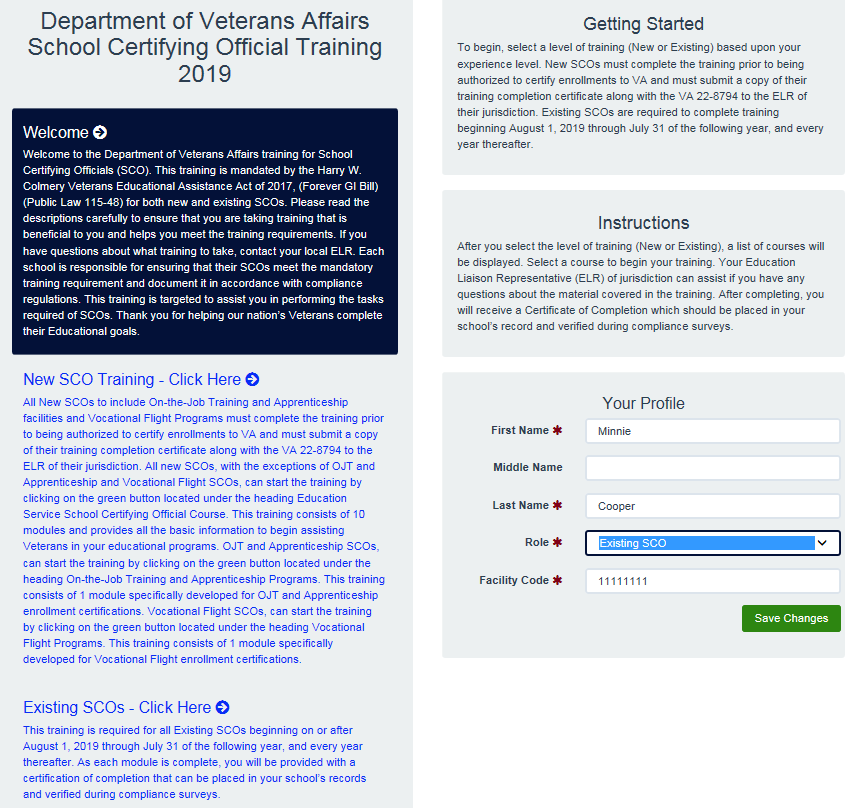 Department of Veterans Affairs
School Certifying Official Training
2019
Welcome
Welcome to the Department of Veterans Affairs training for School
Certifying Officials (SCO). This training is mandated by the Harry W.
Colmery Veterans Educational Assistance Act of 2017, (Forever GI Bill)
(Public Law 115-48) for both new and existing SCOs. Please read the
descriptions carefully to ensure that you are taking training that is
beneficial to you and helps you meet the training requirements. If you
have questions about what training to take, contact your local ELR. Each
school is responsible for ensuring that their SCOs meet the mandatory
training requirement and document it in accordance with compliance
regulations. This training is targeted to assist you in performing the tasks
required of SCOs. Thank you for helping our nation's Veterans complete
their Educational goals.
New SCO Training - Click Here
All New SCOs to include On-the-Job Training and Apprenticeship
facilities and Vocational Flight Programs must complete the training prior
to being authorized to certify enrollments to VA and must submit a copy
of their training completion certificate along with the VA 22-8794 to the
ELR of their jurisdiction. All new SCOs, with the exceptions of OJT and
Apprenticeship and Vocational Flight SCOs, can start the training by
clicking on the green button located under the heading Education
Service School Certifying Official Course. This training consists of 10
modules and provides all the basic information to begin assisting
Veterans in your educational programs. OJT and Apprenticeship SCOs,
can start the training by clicking on the green button located under the
heading On-the-Job Training and Apprenticeship Programs. This training
consists of 1 module specifically developed for OJT and Apprenticeship
enrollment certifications. Vocational Flight SCOs, can start the training
by clicking on the green button located under the heading Vocational
Flight Programs. This training consists of 1 module specifically
developed for Vocational Flight enrollment certifications.
Existing SCOs - Click Here
This training is required for all Existing SCOs beginning on or after
August 1, 2019 through July 31 of the following year, and every year
thereafter. As each module is complete, you will be provided with a
certification of completion that can be placed in your school's records
and verified during compliance surveys.
Getting Started
To begin, select a level of training (New or Existing) based upon your
experience level. New SCOs must complete the training prior to being
authorized to certify enrollments to VA and must submit a copy of their
training completion certificate along with the VA 22-8794 to the ELR of
their jurisdiction. Existing SCOs are required to complete training
beginning August 1, 2019 through July 31 of the following year, and every
year thereafter.
Instructions
After you select the level of training (New or Existing), a list of courses will
be displayed. Select a course to begin your training. Your Education
Liaison Representative (ELR) of jurisdiction can assist if you have any
questions about the material covered in the training. After completing, you
will receive a Certificate of Completion which should be placed in your
school's record and verified during compliance surveys.
Your Profile
First Name * Minnie
Middle Name
Last Name * Cooper
Role * Existing SCO
Facility Code * 11111111
Save Changes